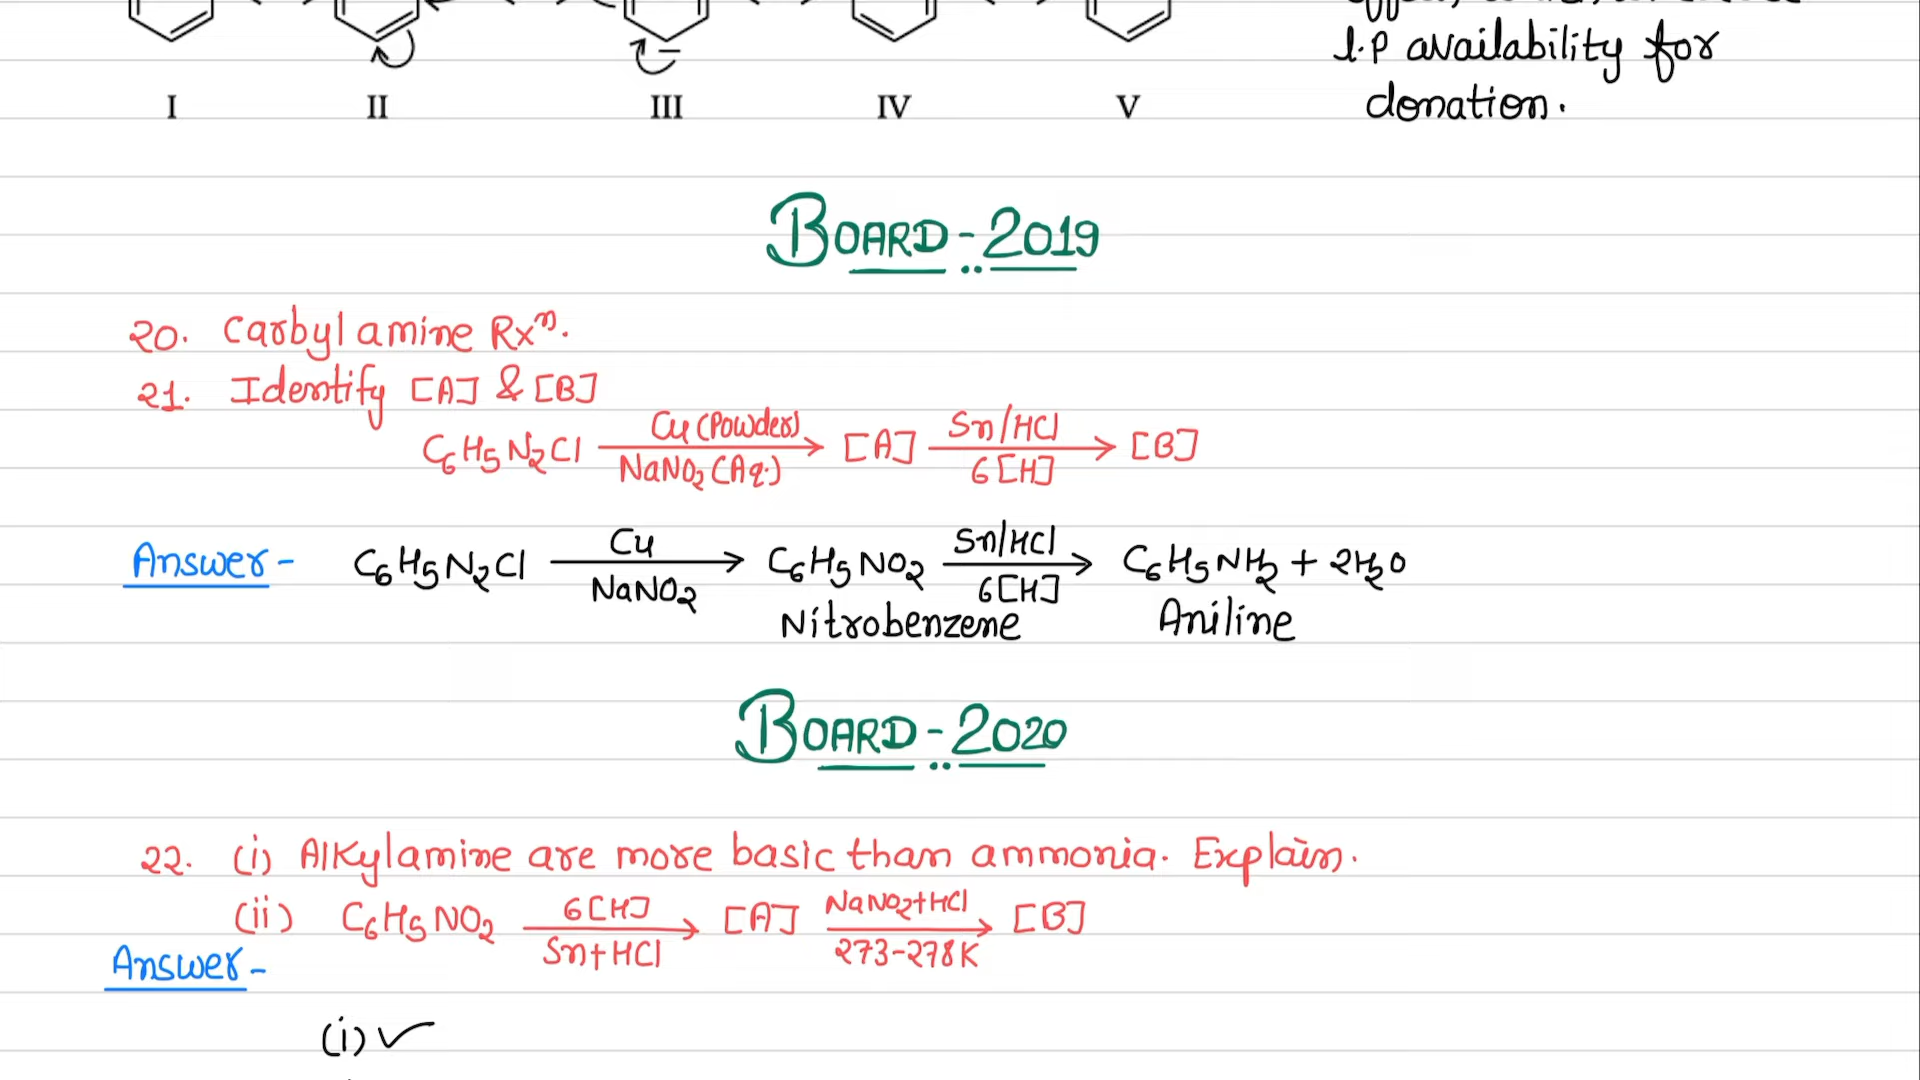 l.p availability for
I II III IV V
donation.
BOARD - 2019
20. Carbylamine Rxⁿ.
21. Identify [A] & [B]
C₆H₅N₂Cl Cu (Powder) NaNO₂ (Aq.) → [A] Sn/HCl 6[H] → [B]
Answer - C₆H₅N₂Cl Cu NaNO₂ → C₆H₅NO₂ Sn/HCl 6[H] → C₆H₅NH₂ + 2H₂O
Nitrobenzene Aniline
BOARD - 2020
22. (i) Alkylamine are more basic than ammonia. Explain.
(ii) C₆H₅NO₂ 6[H] Sn+HCl → [A] NaNO₂+HCl 273-278K → [B]
Answer -
(i) ✓